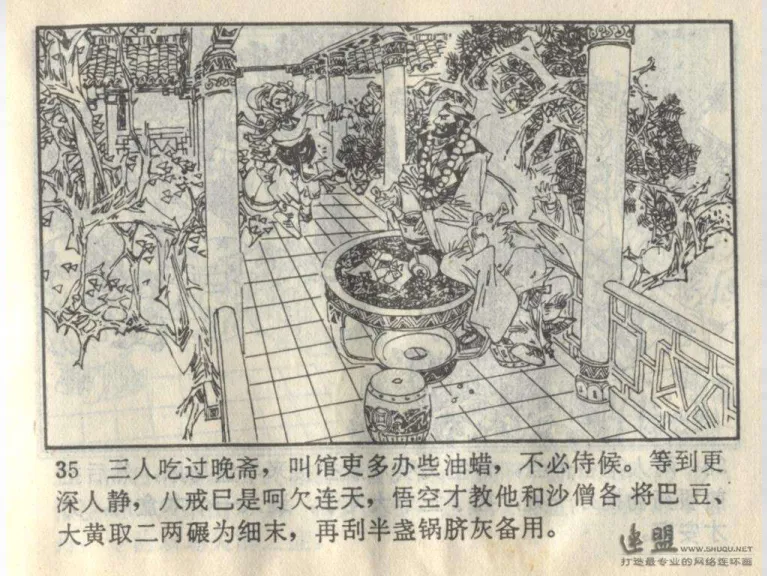 35 三人吃过晚斋，叫馆吏多办些油蜡，不必侍候。等到更
深人静，八戒巳是呵欠连天，悟空才教他和沙僧各 将巴 豆、
大黄取二两碾为细末，再刮半盏锅脐灰备用。
连盟 WWW.SHUQU.NET
打造最专业的网络连环画